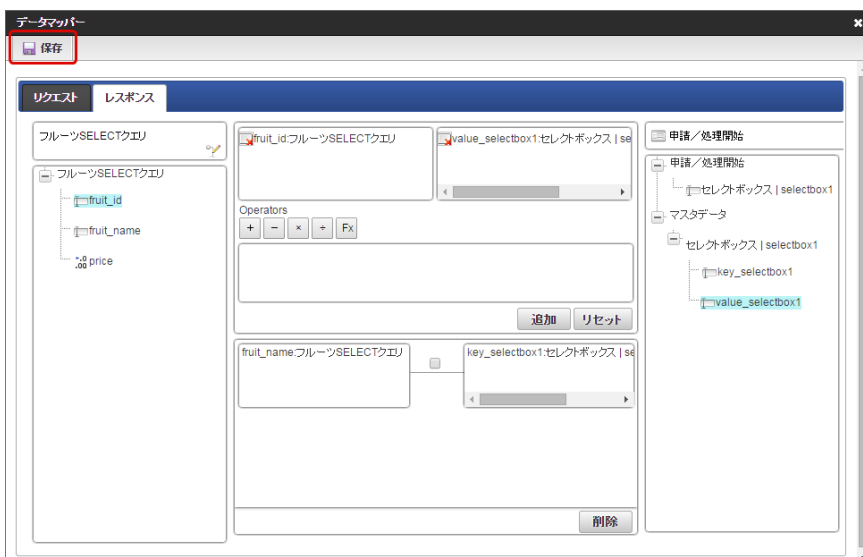 データマッパー
保存
リクエスト
レスポンス
フルーツSELECTクエリ
フルーツSELECTクエリ
fruit_id
fruit_name
price
fruit_id:フルーツSELECTクエリ
value_selectbox1:セレクトボックス | se
Operators
+ − × ÷ Fx
追加
リセット
fruit_name:フルーツSELECTクエリ
key_selectbox1:セレクトボックス | se
削除
申請／処理開始
申請／処理開始
セレクトボックス | selectbox1
マスタデータ
セレクトボックス | selectbox1
key_selectbox1
value_selectbox1